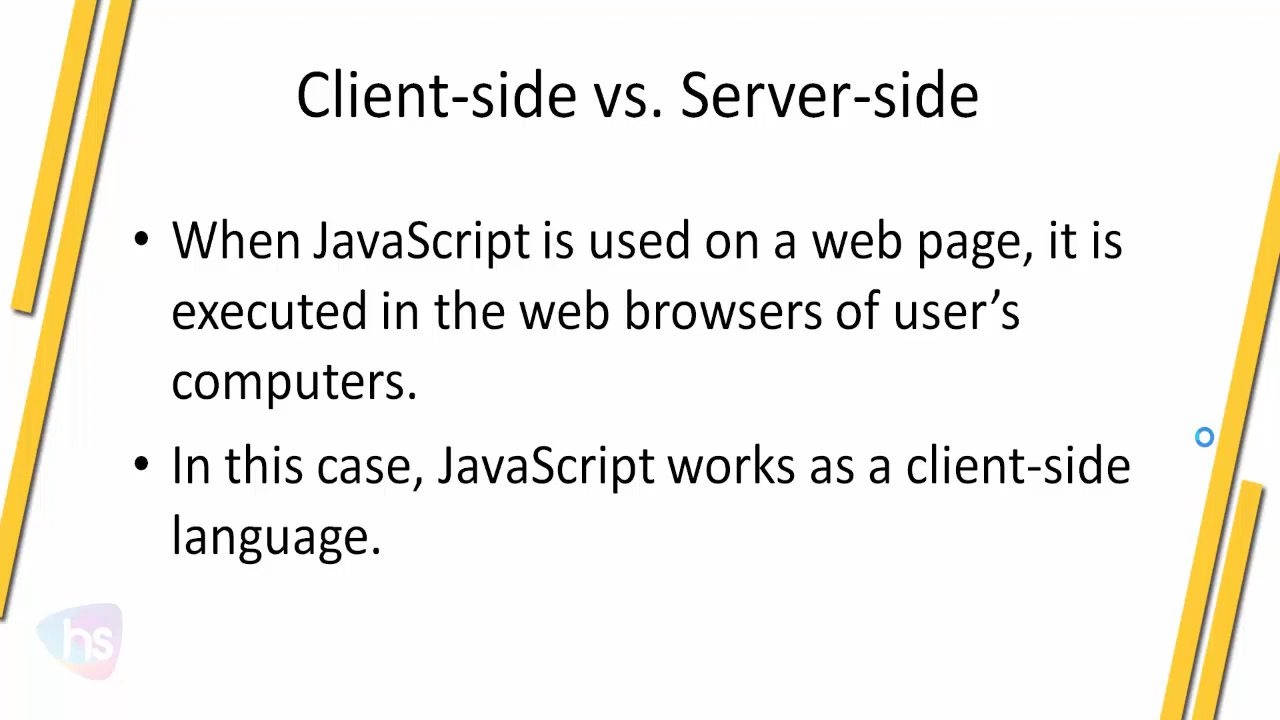 Client-side vs. Server-side
• When JavaScript is used on a web page, it is
executed in the web browsers of user’s
computers.
• In this case, JavaScript works as a client-side
language.
hs